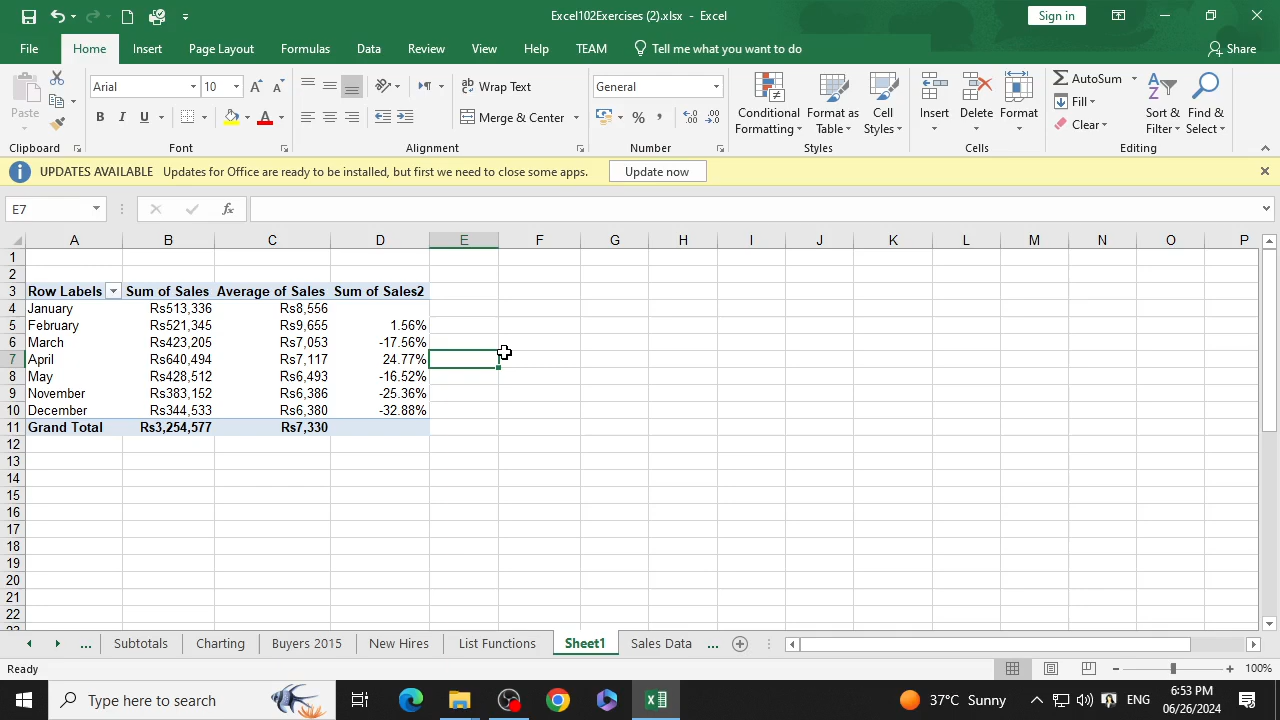 Excel102Exercises (2).xlsx - Excel
Sign in
File Home Insert Page Layout Formulas Data Review View Help TEAM Tell me what you want to do Share
Paste
Clipboard
Arial 10
B I U
Font
Wrap Text
Merge & Center
Alignment
General
Number
Conditional Formatting
Format as Table
Cell Styles
Styles
Insert Delete Format
Cells
AutoSum
Fill
Clear
Sort & Filter
Find & Select
Editing
UPDATES AVAILABLE Updates for Office are ready to be installed, but first we need to close some apps. Update now
E7 fx
A B C D E F G H I J K L M N O P
1
2
3 Row Labels Sum of Sales Average of Sales Sum of Sales2
4 January Rs513,336 Rs8,556
5 February Rs521,345 Rs9,655 1.56%
6 March Rs423,205 Rs7,053 -17.56%
7 April Rs640,494 Rs7,117 24.77%
8 May Rs428,512 Rs6,493 -16.52%
9 November Rs383,152 Rs6,386 -25.36%
10 December Rs344,533 Rs6,380 -32.88%
11 Grand Total Rs3,254,577 Rs7,330
12
13
14
15
16
17
18
19
20
21
22
... Subtotals Charting Buyers 2015 New Hires List Functions Sheet1 Sales Data ...
Ready 100%
Type here to search 37°C Sunny ENG 6:53 PM
06/26/2024